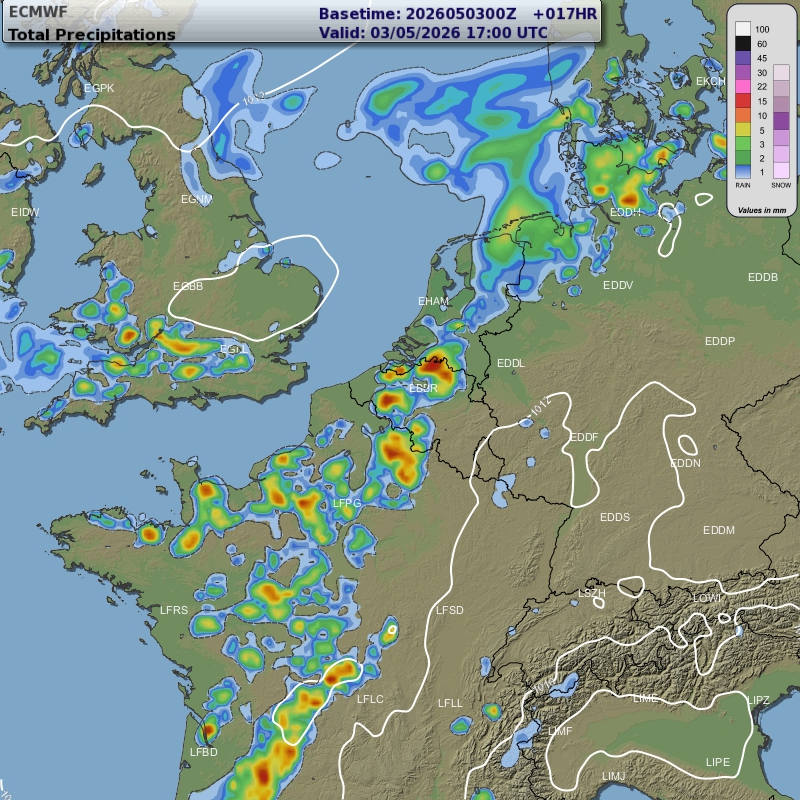 ECMWF
Total Precipitations
Basetime: 2026050300Z +017HR
Valid: 03/05/2026 17:00 UTC
100
60
45
30
22
15
10
5
3
2
1
RAIN
SNOW
Values in mm
EGPK
1012
EKCH
EGNM
EIDW
EDDH
EGBB
EDDV
EDDB
EHAM
EGLL
EDDP
EDDL
EBBR
1012
EDDF
EDDN
LFPG
EDDS
EDDM
LFRS
LFSD
LSZH
LOWI
LFLC
LFLL
LIME
LIPZ
LIMF
LFBD
LIPE
LIMJ